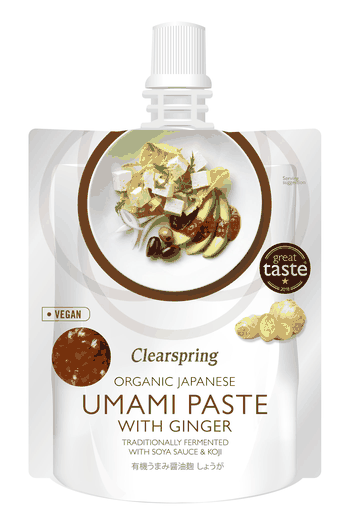 Serving
suggestion
great
taste
2018
• VEGAN
Clearspring
ORGANIC JAPANESE
UMAMI PASTE
WITH GINGER
TRADITIONALLY FERMENTED
WITH SOYA SAUCE & KOJI
有機うまみ醤油麹 しょうが